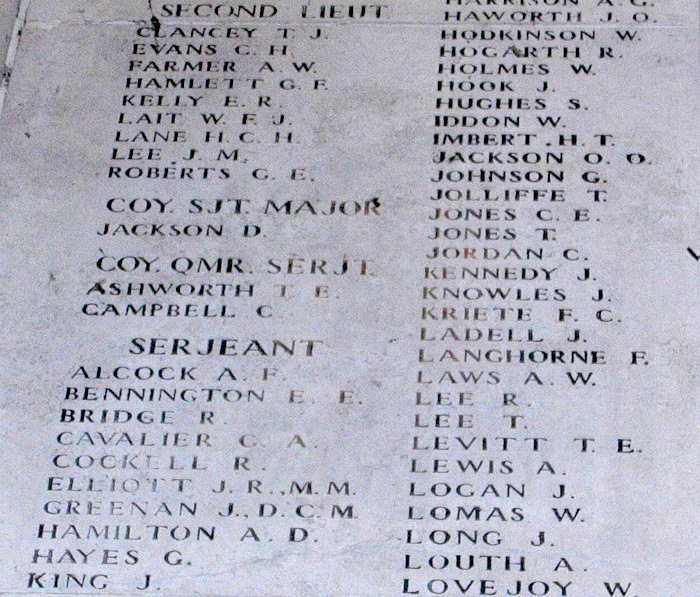 SECOND LIEUT
CLANCEY T. J.
EVANS C. H.
FARMER A. W.
HAMLETT G. F.
KELLY E. R.
LAIT W. F. J.
LANE H. C. H.
LEE J. M.
ROBERTS G. E.
COY. SJT. MAJOR
JACKSON D.
COY. QMR. SERJT.
ASHWORTH T. E.
CAMPBELL C.
SERJEANT
ALCOCK A. F.
BENNINGTON E. E.
BRIDGE R.
CAVALIER C. A.
COCKELL R.
ELLIOTT J. R., M.M.
GREENAN J., D.C.M.
HAMILTON A. D.
HAYES G.
KING J.
HARRISON A. G.
HAWORTH J. O.
HODKINSON W.
HOGARTH R.
HOLMES W.
HOOK J.
HUGHES S.
IDDON W.
IMBERT. H. T.
JACKSON O. O.
JOHNSON G.
JOLLIFFE T.
JONES C. E.
JONES T.
JORDAN C.
KENNEDY J.
KNOWLES J.
KRIETE F. C.
LADELL J.
LANGHORNE F.
LAWS A. W.
LEE R.
LEE T.
LEVITT T. E.
LEWIS A.
LOGAN J.
LOMAS W.
LONG J.
LOUTH A.
LOVEJOY W.